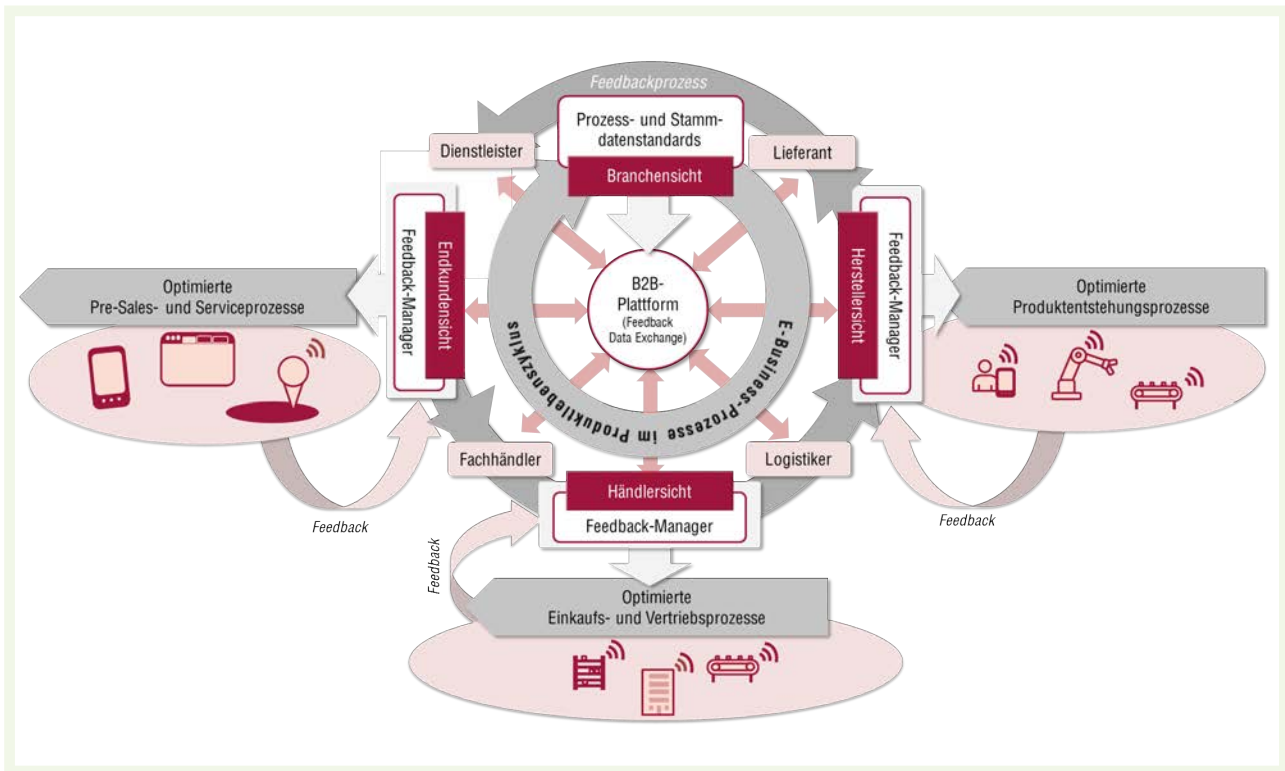 Feedbackprozess
Prozess- und Stamm-
datenstandards
Branchensicht
Dienstleister
Lieferant
Feedback-Manager
Endkundensicht
Herstellersicht
Feedback-Manager
B2B-
Plattform
(Feedback
Data Exchange)
E-Business-Prozesse im Produktliebenszyklus
Optimierte
Pre-Sales- und Serviceprozesse
Optimierte
Produktentstehungsprozesse
Fachhändler
Logistiker
Händlersicht
Feedback-Manager
Feedback
Feedback
Feedback
Optimierte
Einkaufs- und Vertriebsprozesse